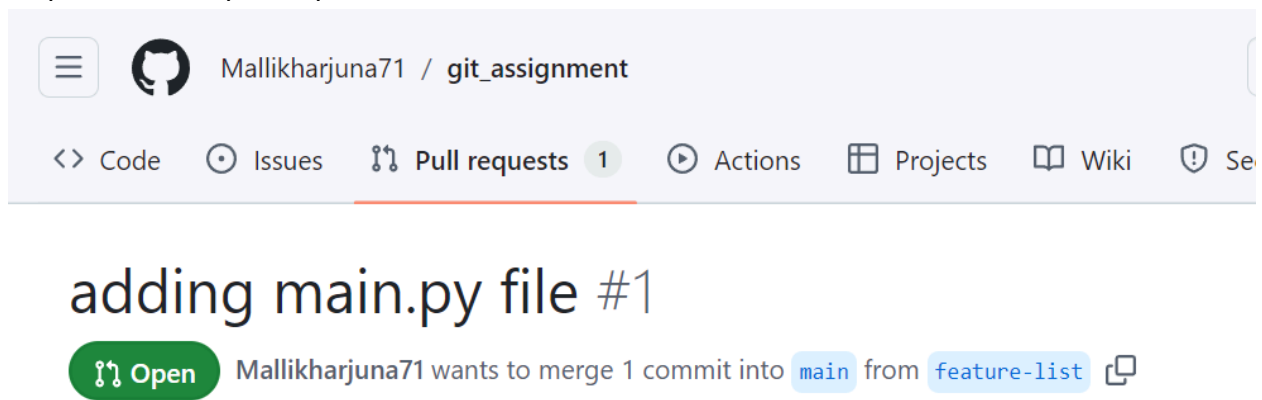 Mallikharjuna71 / git_assignment
Code Issues Pull requests 1 Actions Projects Wiki
adding main.py file #1
Open Mallikharjuna71 wants to merge 1 commit into main from feature-list